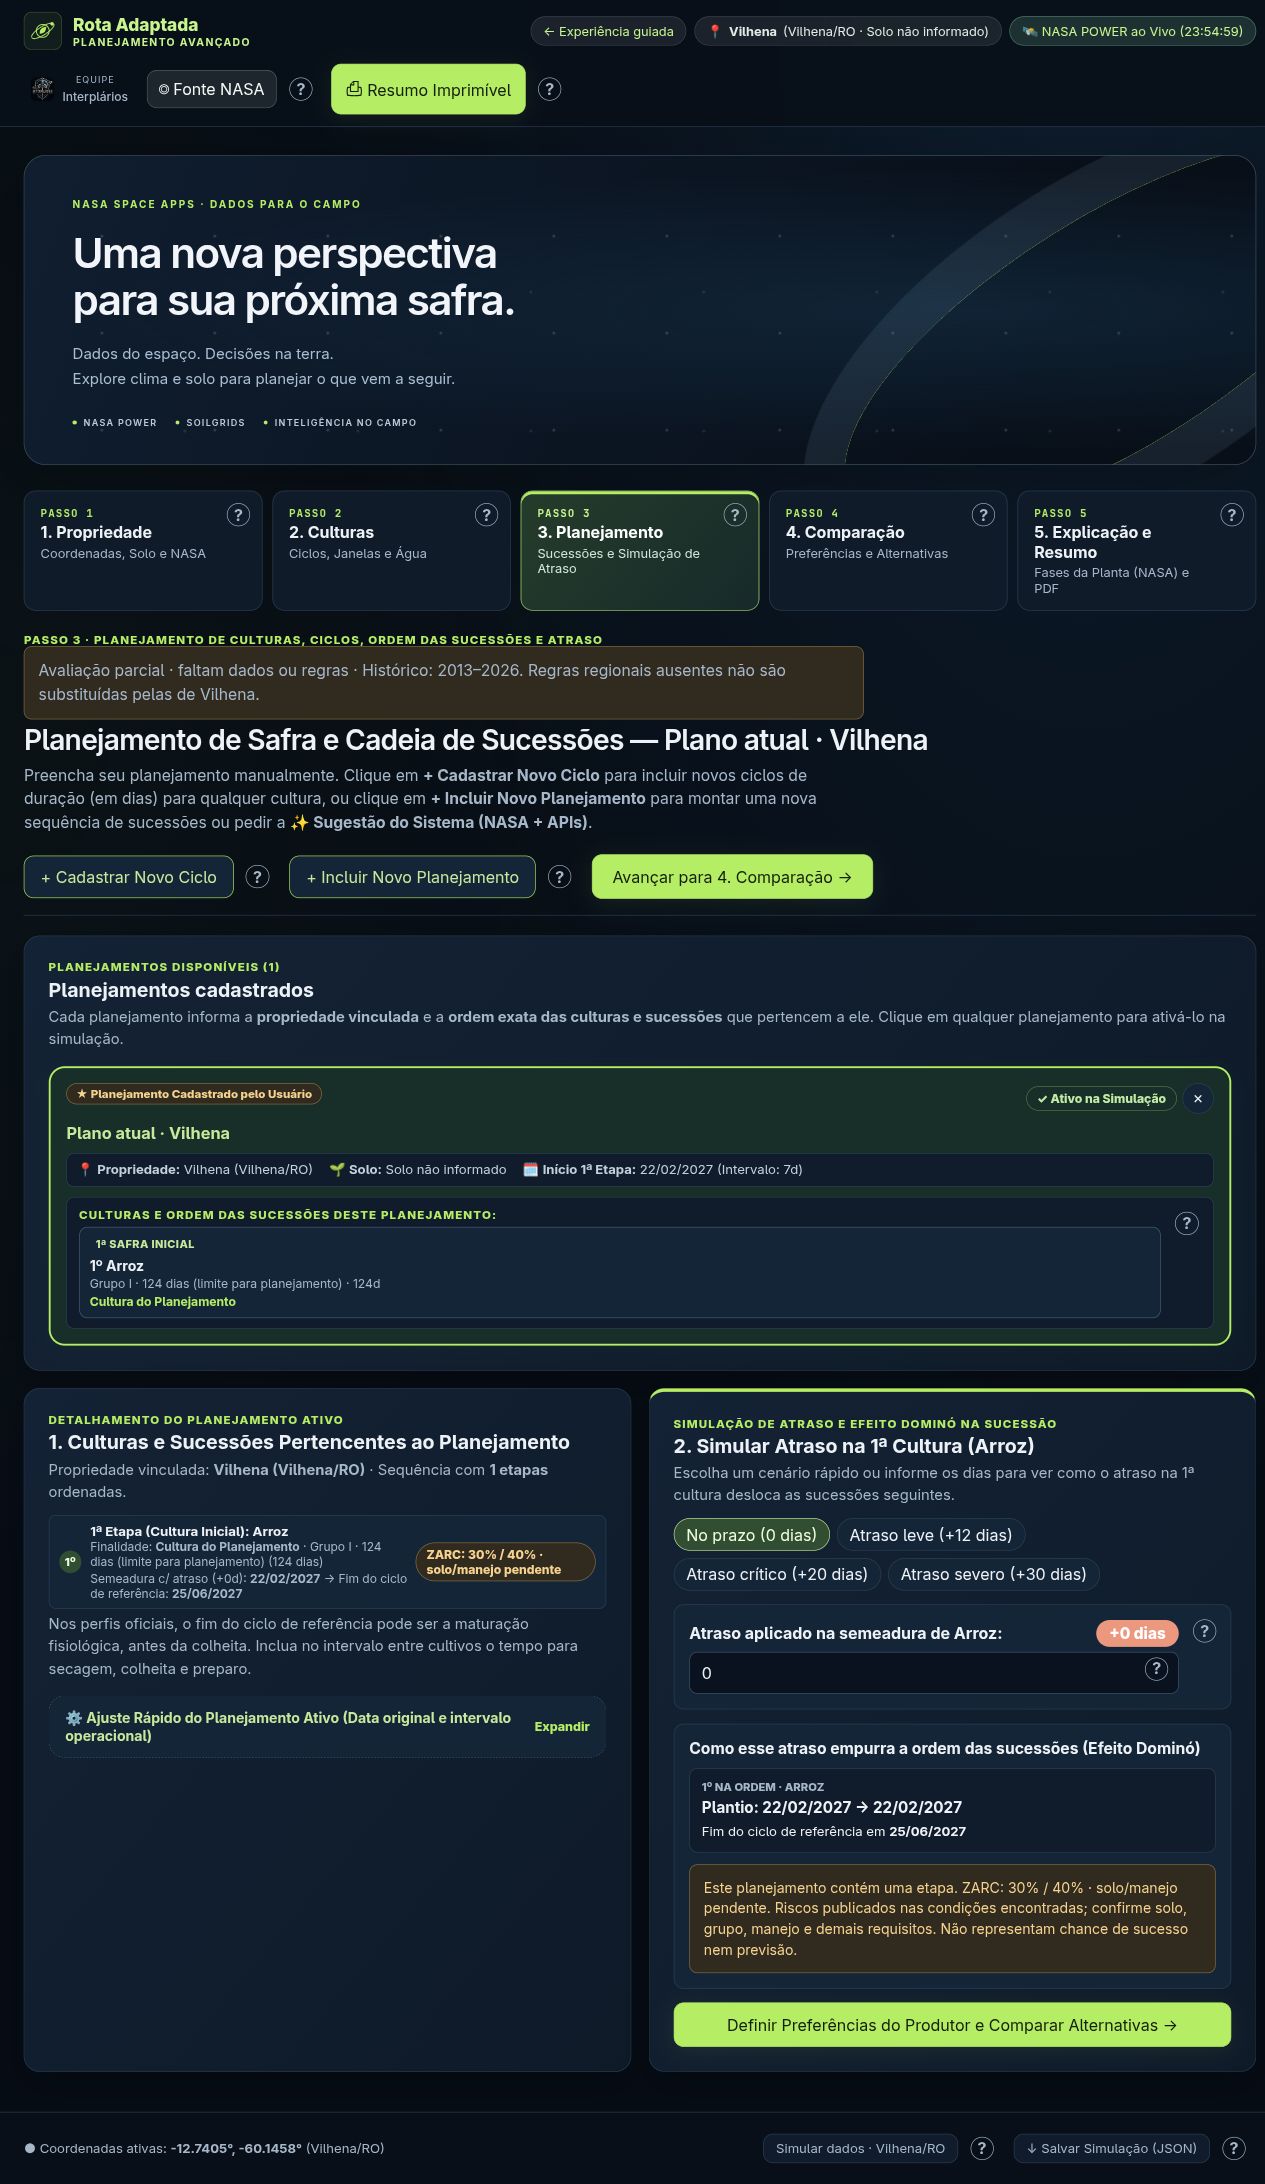 Rota Adaptada
PLANEJAMENTO AVANÇADO
← Experiência guiada
📍 Vilhena (Vilhena/RO · Solo não informado)
🛰️ NASA POWER ao Vivo (23:54:59)
EQUIPE
Interplários
Fonte NASA
?
Resumo Imprimível
?
NASA SPACE APPS · DADOS PARA O CAMPO
Uma nova perspectiva
para sua próxima safra.
Dados do espaço. Decisões na terra.
Explore clima e solo para planejar o que vem a seguir.
• NASA POWER • SOILGRIDS • INTELIGÊNCIA NO CAMPO
PASSO 1
?
1. Propriedade
Coordenadas, Solo e NASA
PASSO 2
?
2. Culturas
Ciclos, Janelas e Água
PASSO 3
?
3. Planejamento
Sucessões e Simulação de
Atraso
PASSO 4
?
4. Comparação
Preferências e Alternativas
PASSO 5
?
5. Explicação e
Resumo
Fases da Planta (NASA) e
PDF
PASSO 3 · PLANEJAMENTO DE CULTURAS, CICLOS, ORDEM DAS SUCESSÕES E ATRASO
Avaliação parcial · faltam dados ou regras · Histórico: 2013–2026. Regras regionais ausentes não são
substituídas pelas de Vilhena.
Planejamento de Safra e Cadeia de Sucessões — Plano atual · Vilhena
Preencha seu planejamento manualmente. Clique em + Cadastrar Novo Ciclo para incluir novos ciclos de
duração (em dias) para qualquer cultura, ou clique em + Incluir Novo Planejamento para montar uma nova
sequência de sucessões ou pedir a ✨ Sugestão do Sistema (NASA + APIs).
+ Cadastrar Novo Ciclo
?
+ Incluir Novo Planejamento
?
Avançar para 4. Comparação →
PLANEJAMENTOS DISPONÍVEIS (1)
Planejamentos cadastrados
Cada planejamento informa a propriedade vinculada e a ordem exata das culturas e sucessões que pertencem a ele. Clique em qualquer planejamento para ativá-lo na
simulação.
★ Planejamento Cadastrado pelo Usuário
✓ Ativo na Simulação
✕
Plano atual · Vilhena
📍 Propriedade: Vilhena (Vilhena/RO) 🌱 Solo: Solo não informado 🗓️ Início 1ª Etapa: 22/02/2027 (Intervalo: 7d)
CULTURAS E ORDEM DAS SUCESSÕES DESTE PLANEJAMENTO:
?
1ª SAFRA INICIAL
1º Arroz
Grupo I · 124 dias (limite para planejamento) · 124d
Cultura do Planejamento
DETALHAMENTO DO PLANEJAMENTO ATIVO
1. Culturas e Sucessões Pertencentes ao Planejamento
Propriedade vinculada: Vilhena (Vilhena/RO) · Sequência com 1 etapas
ordenadas.
1º
1ª Etapa (Cultura Inicial): Arroz
Finalidade: Cultura do Planejamento · Grupo I · 124
dias (limite para planejamento) (124 dias)
Semeadura c/ atraso (+0d): 22/02/2027 → Fim do ciclo
de referência: 25/06/2027
ZARC: 30% / 40% ·
solo/manejo pendente
Nos perfis oficiais, o fim do ciclo de referência pode ser a maturação
fisiológica, antes da colheita. Inclua no intervalo entre cultivos o tempo para
secagem, colheita e preparo.
⚙️ Ajuste Rápido do Planejamento Ativo (Data original e intervalo
operacional)
Expandir
SIMULAÇÃO DE ATRASO E EFEITO DOMINÓ NA SUCESSÃO
2. Simular Atraso na 1ª Cultura (Arroz)
Escolha um cenário rápido ou informe os dias para ver como o atraso na 1ª
cultura desloca as sucessões seguintes.
No prazo (0 dias)
Atraso leve (+12 dias)
Atraso crítico (+20 dias)
Atraso severo (+30 dias)
Atraso aplicado na semeadura de Arroz:
+0 dias
?
0
?
Como esse atraso empurra a ordem das sucessões (Efeito Dominó)
1º NA ORDEM · ARROZ
Plantio: 22/02/2027 → 22/02/2027
Fim do ciclo de referência em 25/06/2027
Este planejamento contém uma etapa. ZARC: 30% / 40% · solo/manejo
pendente. Riscos publicados nas condições encontradas; confirme solo,
grupo, manejo e demais requisitos. Não representam chance de sucesso
nem previsão.
Definir Preferências do Produtor e Comparar Alternativas →
● Coordenadas ativas: -12.7405°, -60.1458° (Vilhena/RO)
Simular dados · Vilhena/RO
?
↓ Salvar Simulação (JSON)
?